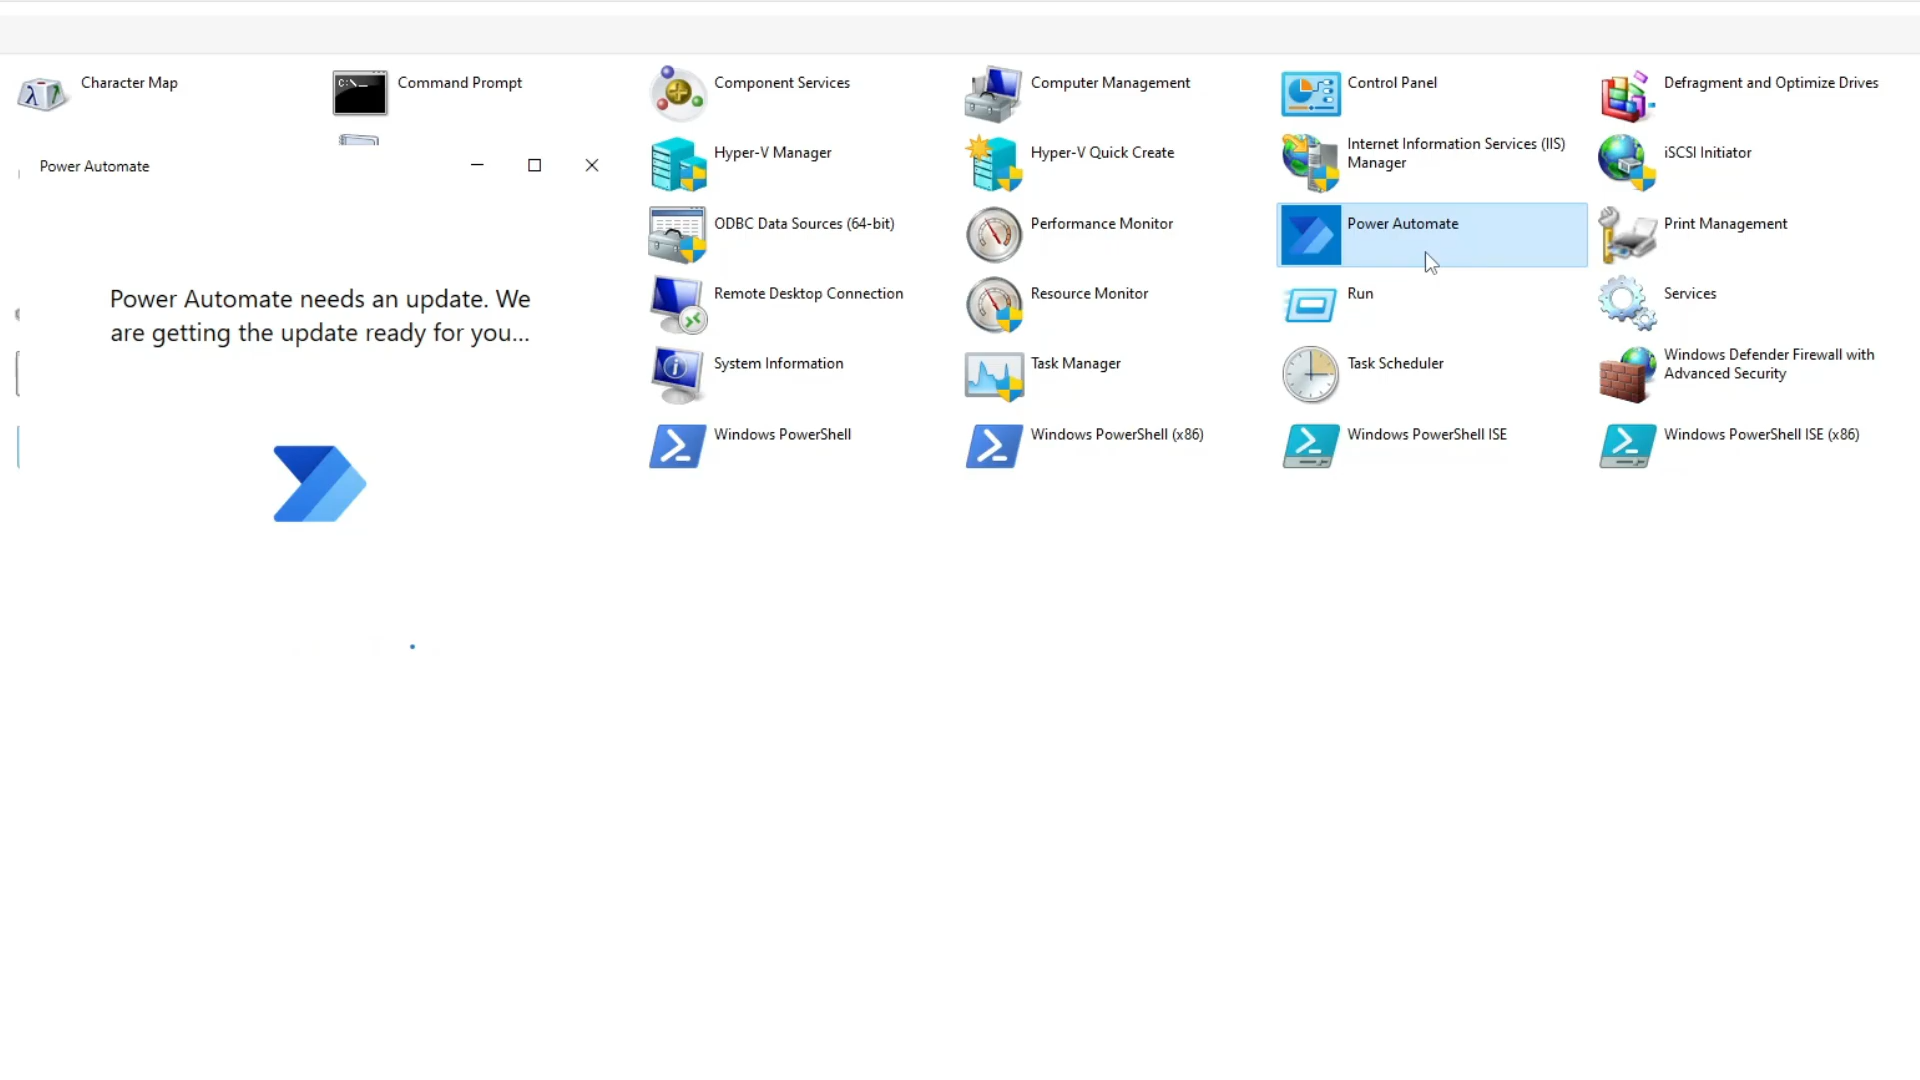 Character Map
Command Prompt
Component Services
Computer Management
Control Panel
Defragment and Optimize Drives
Power Automate
Hyper-V Manager
Hyper-V Quick Create
Internet Information Services (IIS)
Manager
iSCSI Initiator
ODBC Data Sources (64-bit)
Performance Monitor
Power Automate
Print Management
Power Automate needs an update. We
are getting the update ready for you...
Remote Desktop Connection
Resource Monitor
Run
Services
System Information
Task Manager
Task Scheduler
Windows Defender Firewall with
Advanced Security
Windows PowerShell
Windows PowerShell (x86)
Windows PowerShell ISE
Windows PowerShell ISE (x86)